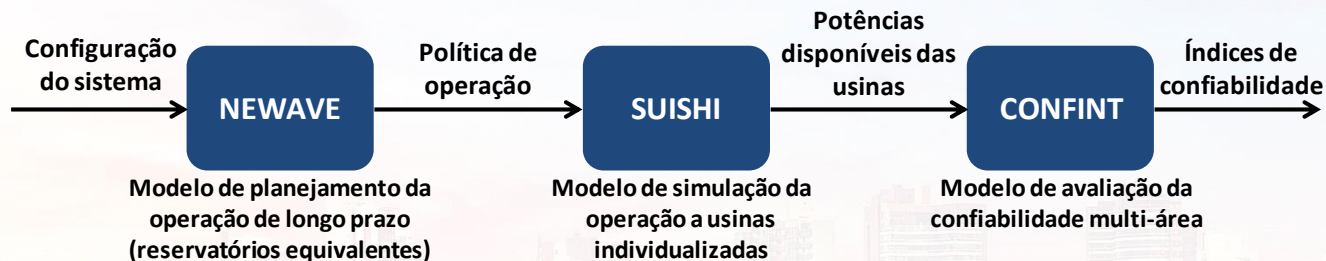 Configuração
do sistema
NEWAVE
Modelo de planejamento da
operação de longo prazo
(reservatórios equivalentes)
Política de
operação
SUISHI
Modelo de simulação da
operação a usinas
individualizadas
Potências
disponíveis das
usinas
CONFINT
Modelo de avaliação da
confiabilidade multi-área
Índices de
confiabilidade